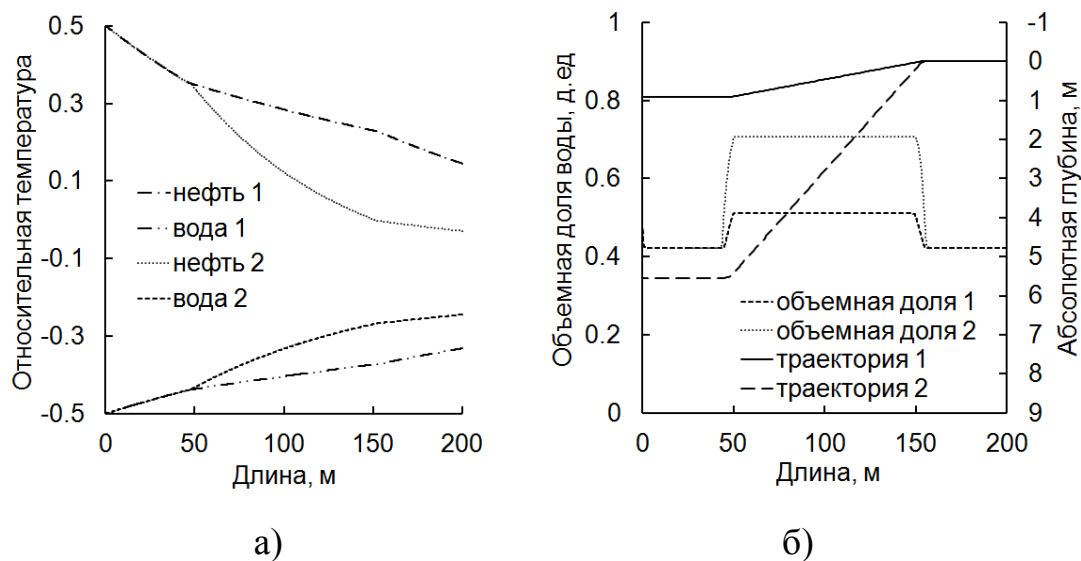 Относительная температура
0.5
0.3
0.1
-0.1
-0.3
-0.5
нефть 1
вода 1
нефть 2
вода 2
0 50 100 150 200
Длина, м
а)
Объемная доля воды, д.ед
1
0.8
0.6
0.4
0.2
0
объемная доля 1
объемная доля 2
траектория 1
траектория 2
0 50 100 150 200
Длина, м
-1
0
1
2
3
4
5
6
7
8
9
Абсолютная глубина, м
б)